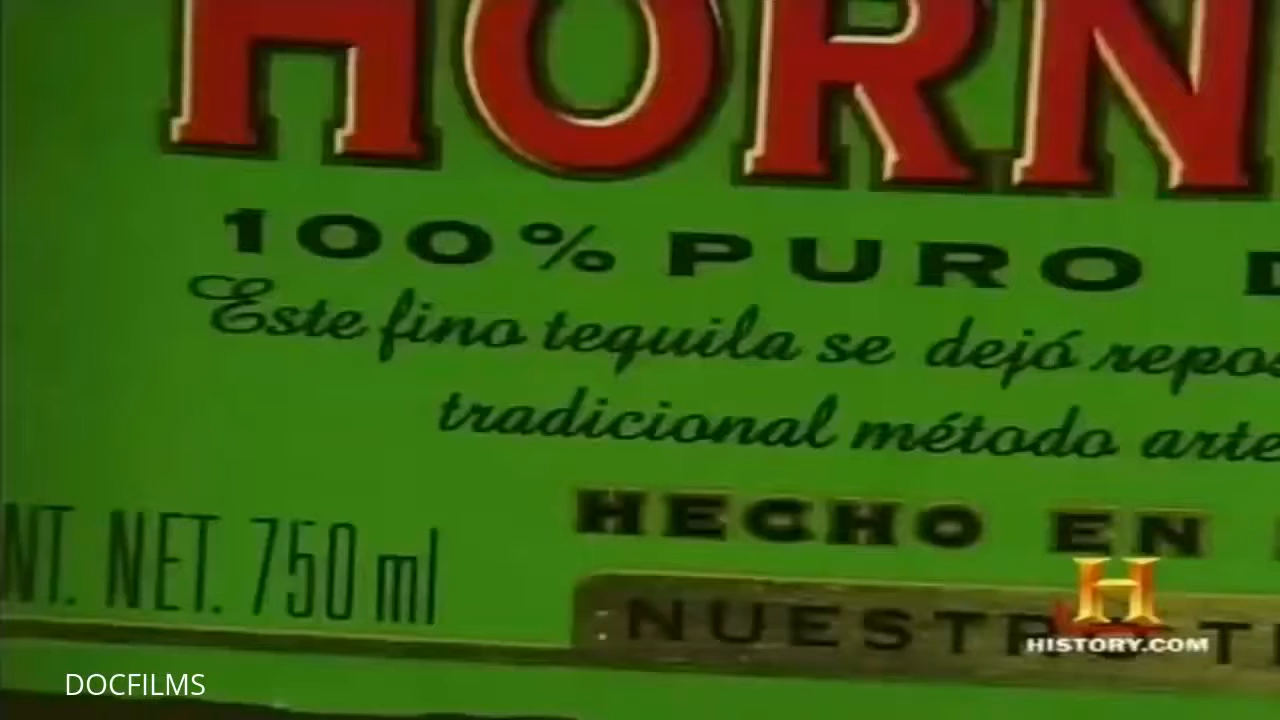 HORN
100% PURO D
Este fino tequila se dejó repos
tradicional método arte
HECHO EN
NT. NET. 750 ml
NUESTRO T
H
HISTORY.COM
DOCFILMS